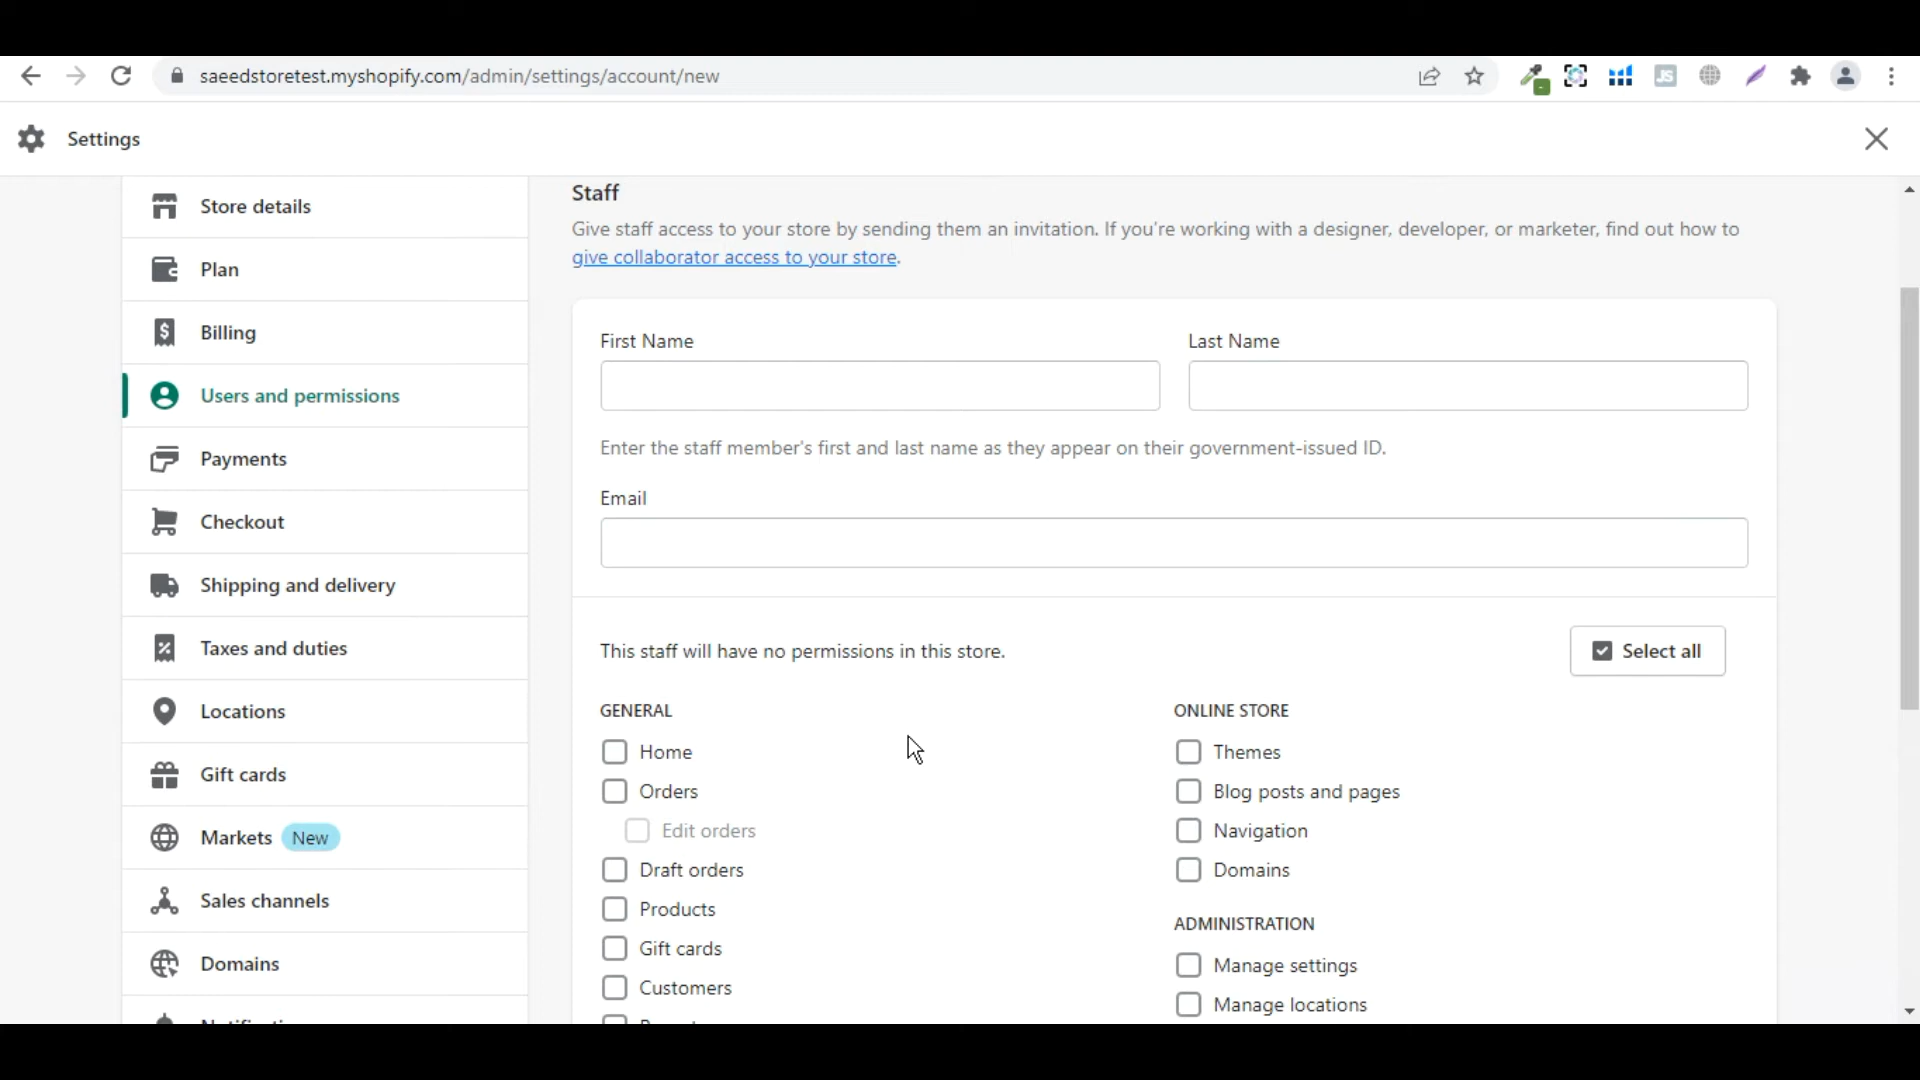 saeedstoretest.myshopify.com/admin/settings/account/new
JS
Settings
Store details
Plan
Billing
Users and permissions
Payments
Checkout
Shipping and delivery
Taxes and duties
Locations
Gift cards
Markets New
Sales channels
Domains
Staff
Give staff access to your store by sending them an invitation. If you're working with a designer, developer, or marketer, find out how to
give collaborator access to your store.
First Name
Last Name
Enter the staff member's first and last name as they appear on their government-issued ID.
Email
This staff will have no permissions in this store.
Select all
GENERAL
Home
Orders
Edit orders
Draft orders
Products
Gift cards
Customers
ONLINE STORE
Themes
Blog posts and pages
Navigation
Domains
ADMINISTRATION
Manage settings
Manage locations